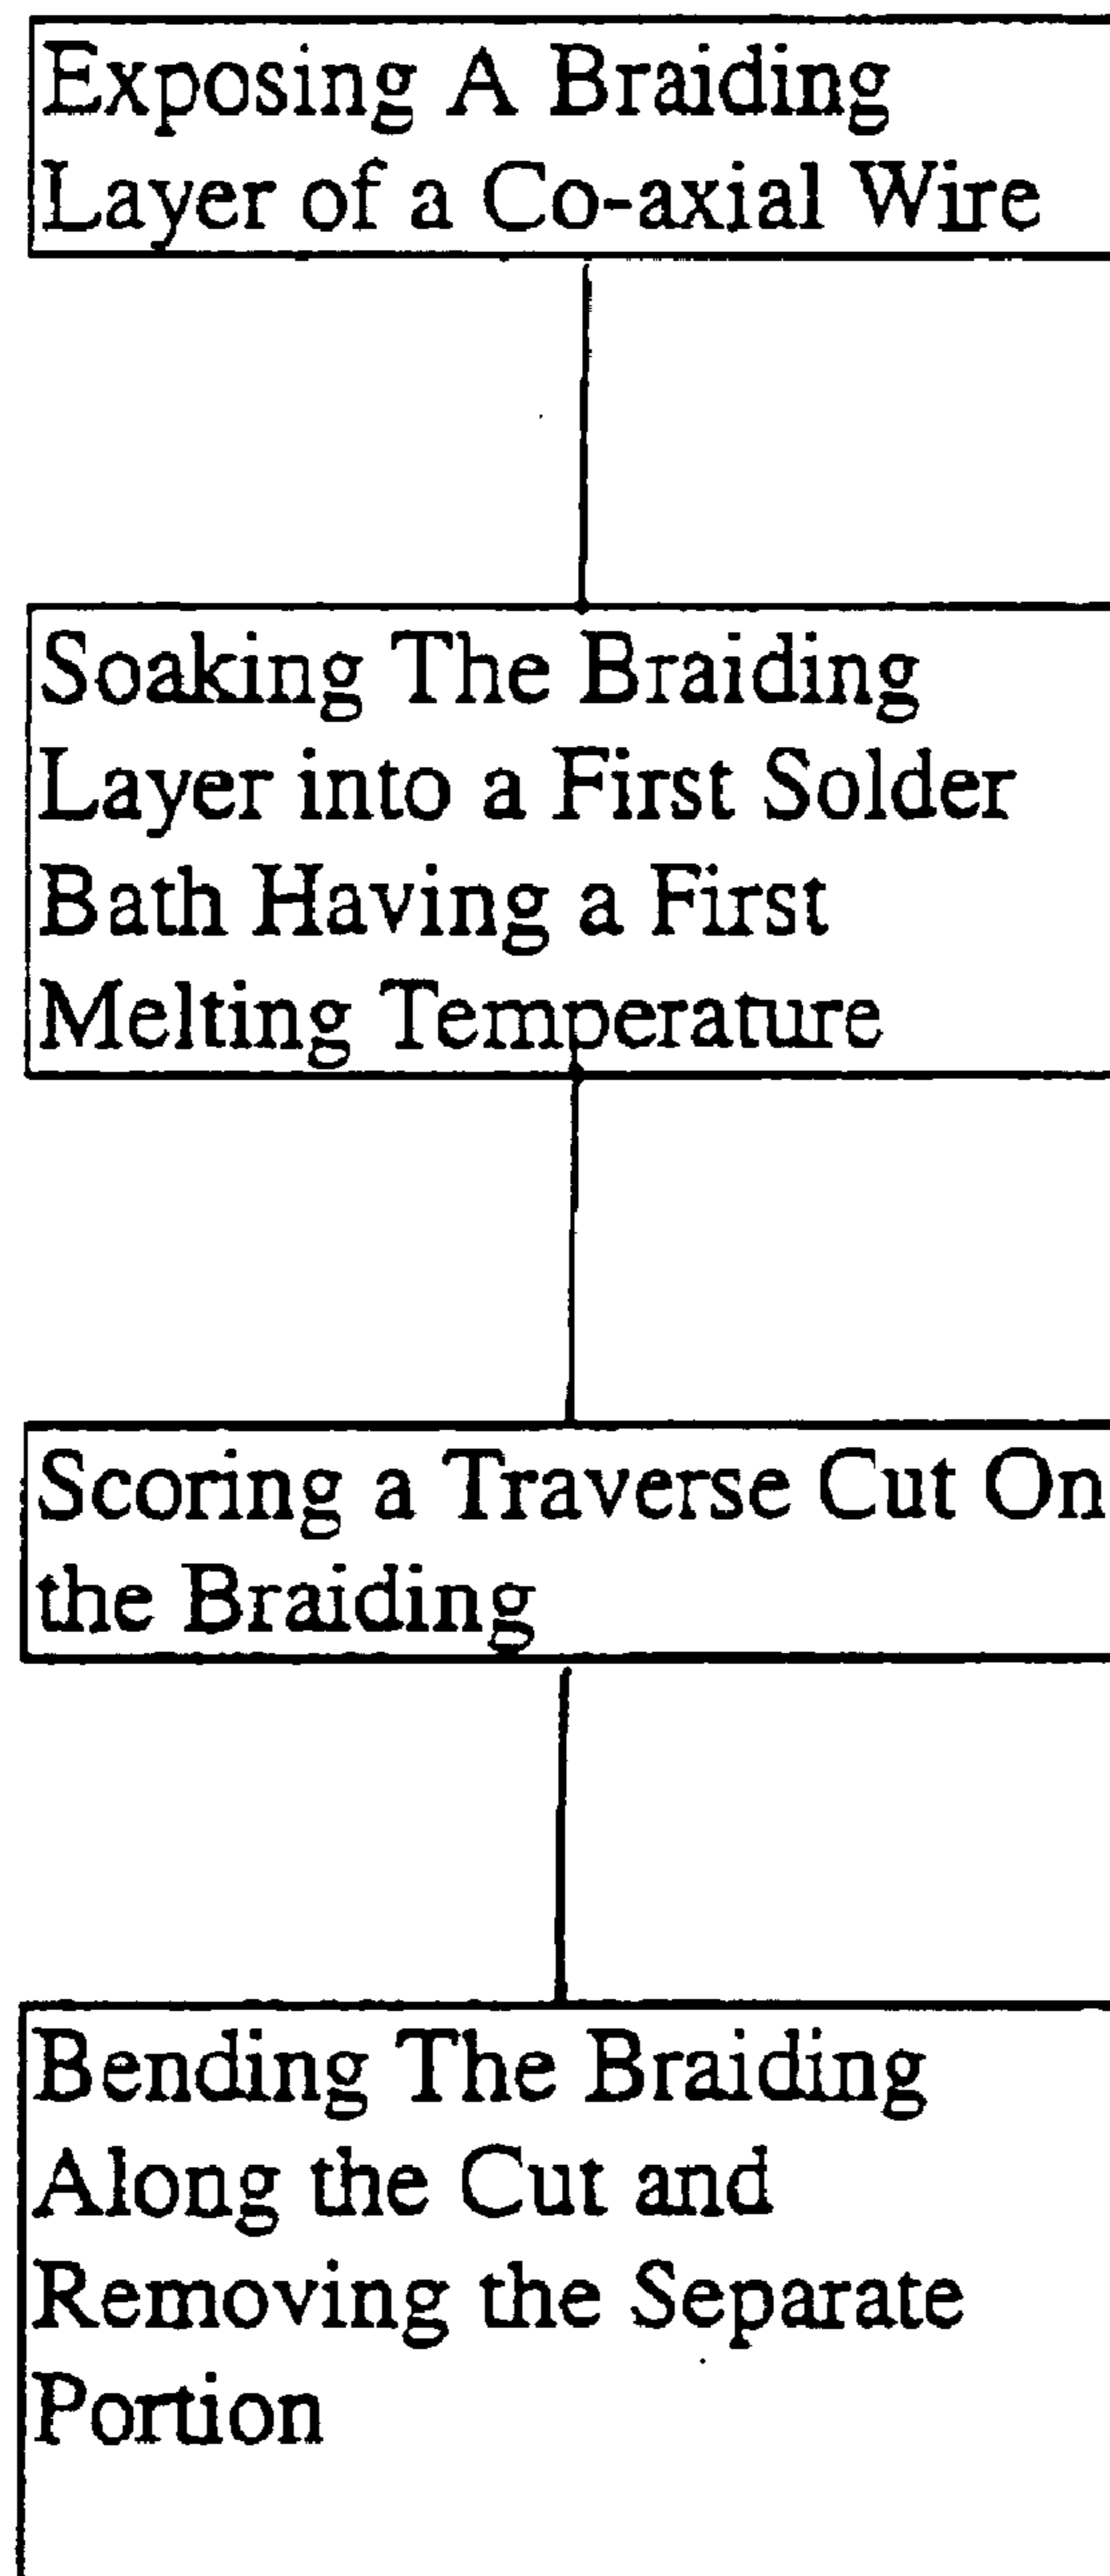 Exposing A Braiding
Layer of a Co-axial Wire
Soaking The Braiding
Layer into a First Solder
Bath Having a First
Melting Temperature
Scoring a Traverse Cut On
the Braiding
Bending The Braiding
Along the Cut and
Removing the Separate
Portion